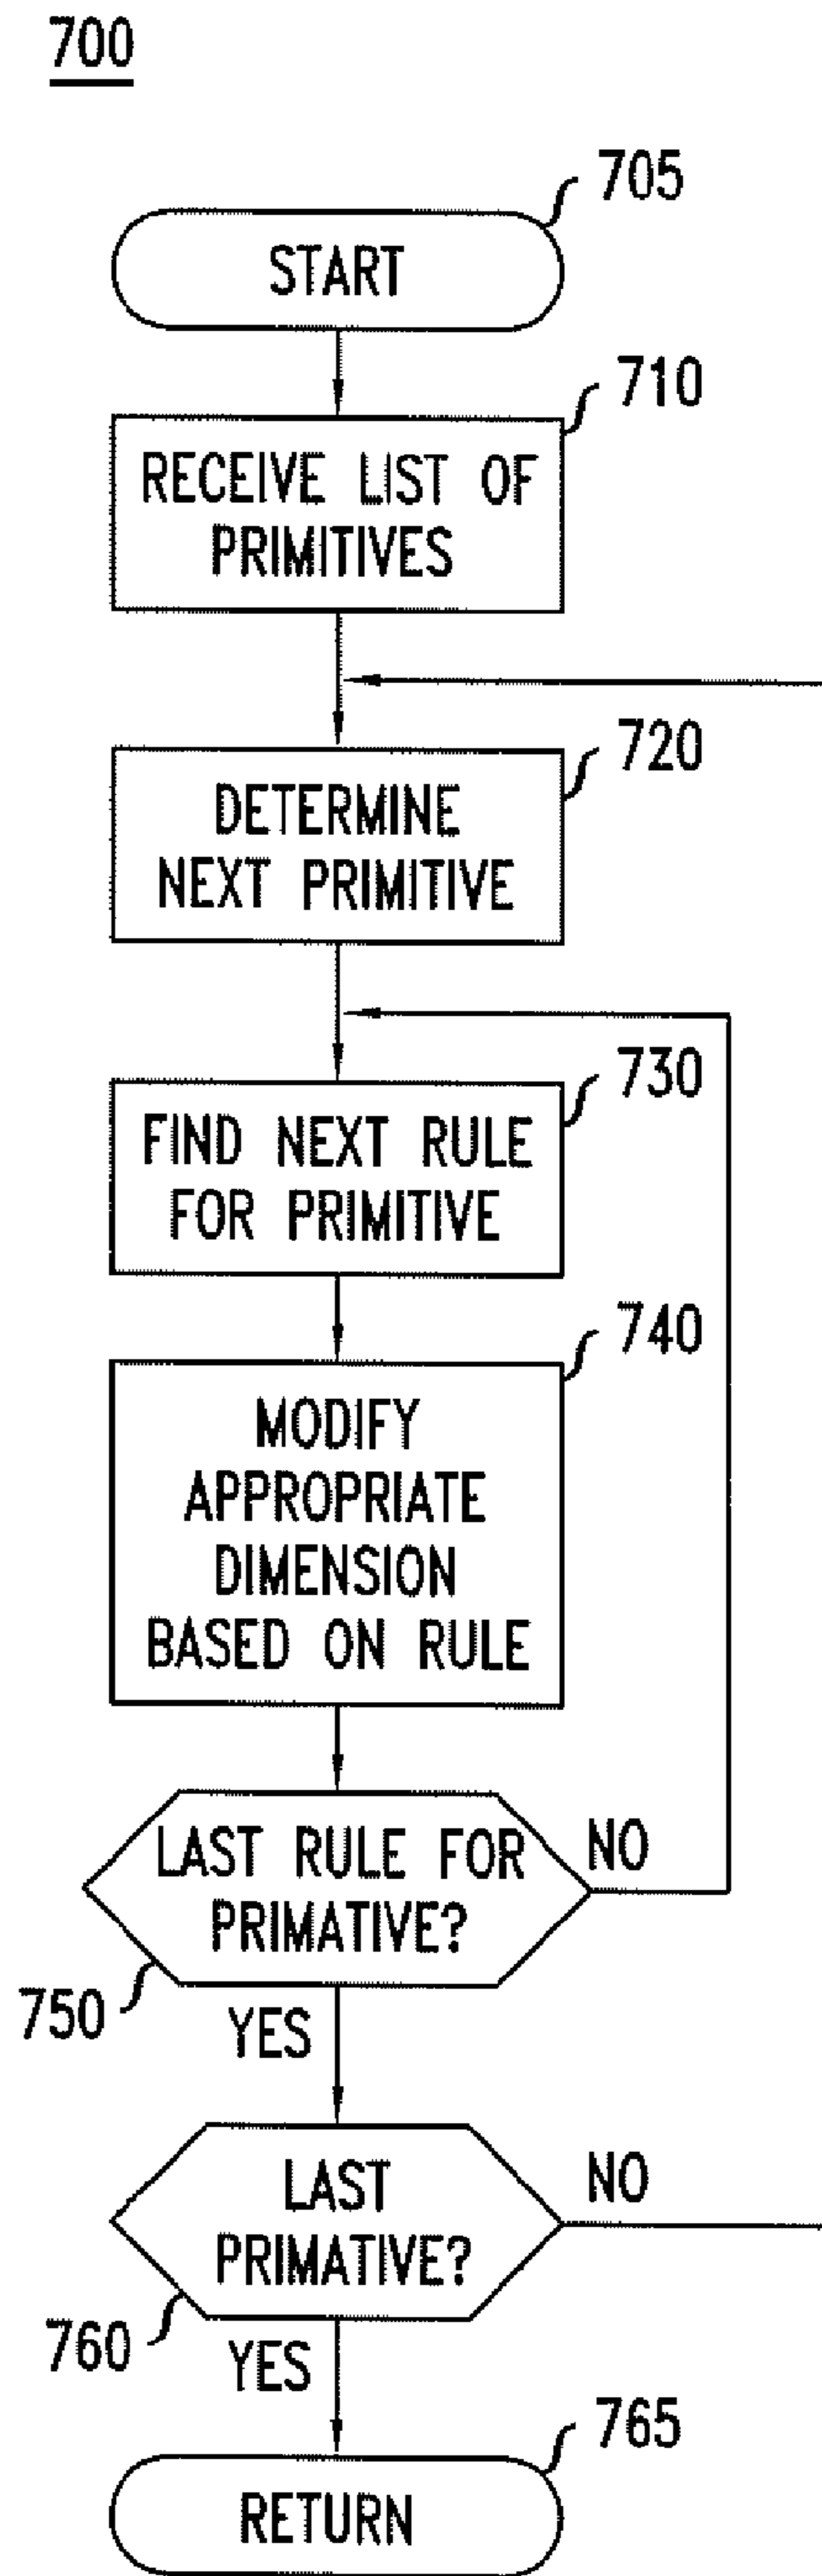 700
705
START
710
RECEIVE LIST OF
PRIMITIVES
720
DETERMINE
NEXT PRIMITIVE
730
FIND NEXT RULE
FOR PRIMITIVE
740
MODIFY
APPROPRIATE
DIMENSION
BASED ON RULE
LAST RULE FOR
PRIMATIVE?
NO
750
YES
LAST
PRIMATIVE?
NO
760
YES
765
RETURN